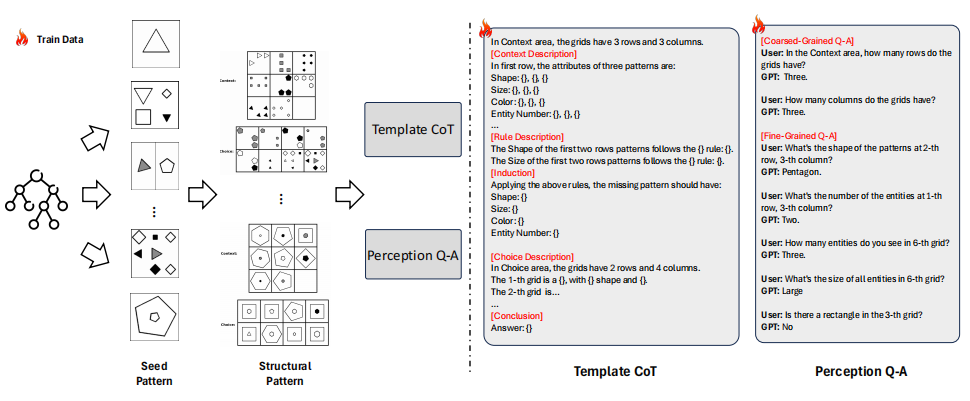 Train Data
Context:
Choice:
Context:
Choice:
Seed
Pattern
Structural
Pattern
Template CoT
Perception Q-A
In Context area, the grids have 3 rows and 3 columns.
[Context Description]
In first row, the attributes of three patterns are:
Shape: {}, {}, {}
Size: {}, {}, {}
Color: {}, {}, {}
Entity Number: {}, {}, {}
...
[Rule Description]
The Shape of the first two rows patterns follows the {} rule: {}.
The Size of the first two rows patterns follows the {} rule: {}.
[Induction]
Applying the above rules, the missing pattern should have:
Shape: {}
Size: {}
Color: {}
Entity Number: {}
[Choice Description]
In Choice area, the grids have 2 rows and 4 columns.
The 1-th grid is a {}, with {} shape and {}.
The 2-th grid is...
...
[Conclusion]
Answer: {}
Template CoT
[Coarsed-Grained Q-A]
User: In the Context area, how many rows do the
grids have?
GPT: Three.
User: How many columns do the grids have?
GPT: Three.
[Fine-Grained Q-A]
User: What's the shape of the patterns at 2-th
row, 3-th column?
GPT: Pentagon.
User: What's the number of the entities at 1-th
row, 3-th column?
GPT: Two.
User: How many entities do you see in 6-th grid?
GPT: Three.
User: What's the size of all entities in 6-th grid?
GPT: Large
User: Is there a rectangle in the 3-th grid?
GPT: No
Perception Q-A